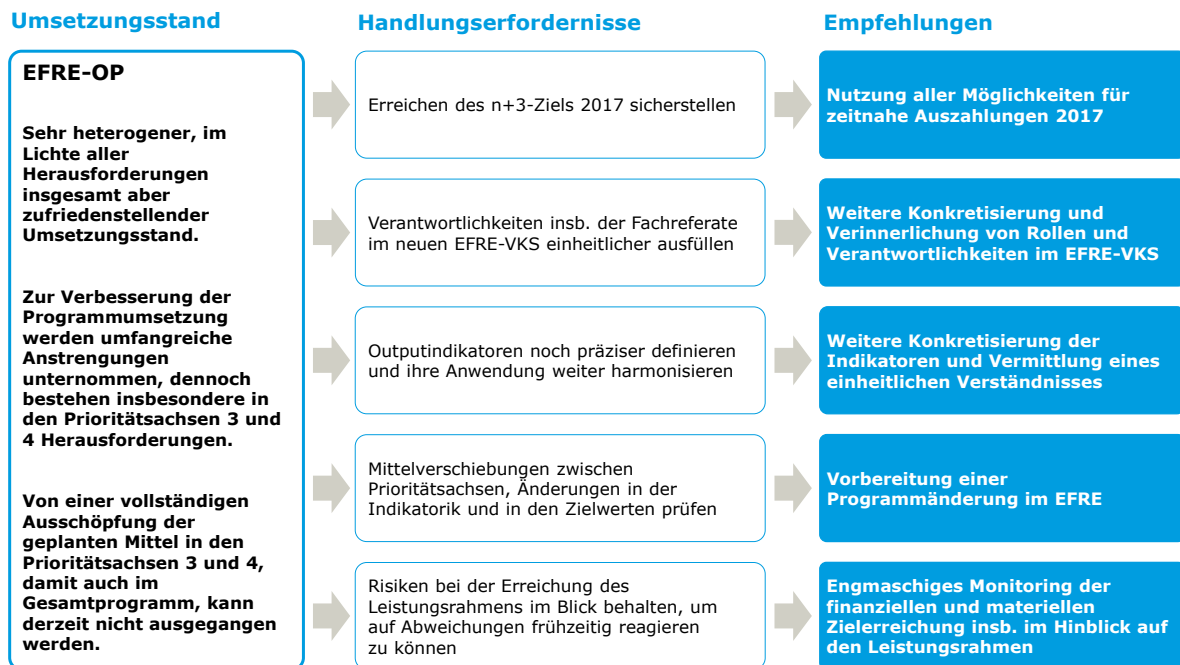 Umsetzungsstand
Handlungserfordernisse
Empfehlungen
EFRE-OP
Sehr heterogener, im
Lichte aller
Herausforderungen
insgesamt aber
zufriedenstellender
Umsetzungsstand.
Zur Verbesserung der
Programmumsetzung
werden umfangreiche
Anstrengungen
unternommen, dennoch
bestehen insbesondere in
den Prioritätsachsen 3 und
4 Herausforderungen.
Von einer vollständigen
Ausschöpfung der
geplanten Mittel in den
Prioritätsachsen 3 und 4,
damit auch im
Gesamtprogramm, kann
derzeit nicht ausgegangen
werden.
Erreichen des n+3-Ziels 2017 sicherstellen
Nutzung aller Möglichkeiten für
zeitnahe Auszahlungen 2017
Verantwortlichkeiten insb. der Fachreferate
im neuen EFRE-VKS einheitlicher ausfüllen
Weitere Konkretisierung und
Verinnerlichung von Rollen und
Verantwortlichkeiten im EFRE-VKS
Outputindikatoren noch präziser definieren
und ihre Anwendung weiter harmonisieren
Weitere Konkretisierung der
Indikatoren und Vermittlung eines
einheitlichen Verständnisses
Mittelverschiebungen zwischen
Prioritätsachsen, Änderungen in der
Indikatorik und in den Zielwerten prüfen
Vorbereitung einer
Programmänderung im EFRE
Risiken bei der Erreichung des
Leistungsrahmens im Blick behalten, um
auf Abweichungen frühzeitig reagieren
zu können
Engmaschiges Monitoring der
finanziellen und materiellen
Zielerreichung insb. im Hinblick auf
den Leistungsrahmen